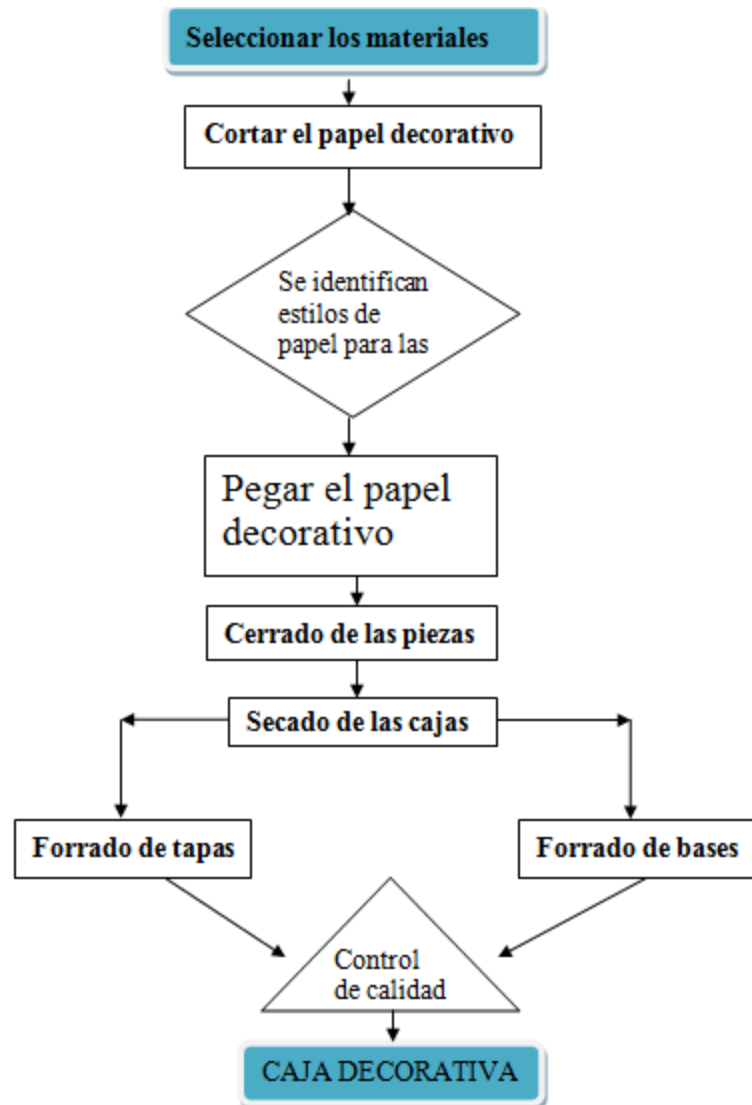 Seleccionar los materiales
Cortar el papel decorativo
Se identifican
estilos de
papel para las
Pegar el papel
decorativo
Cerrado de las piezas
Secado de las cajas
Forrado de tapas
Forrado de bases
Control
de calidad
CAJA DECORATIVA